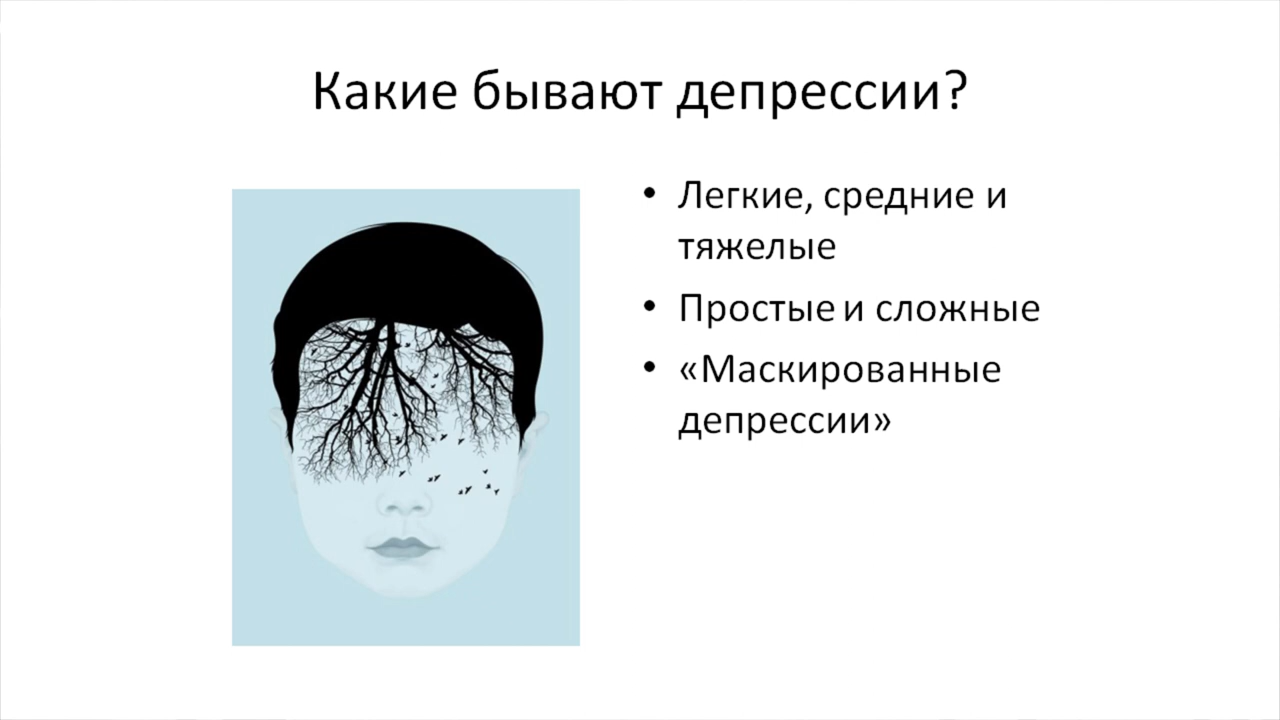 Какие бывают депрессии?
• Легкие, средние и
тяжелые
• Простые и сложные
• «Маскированные
депрессии»